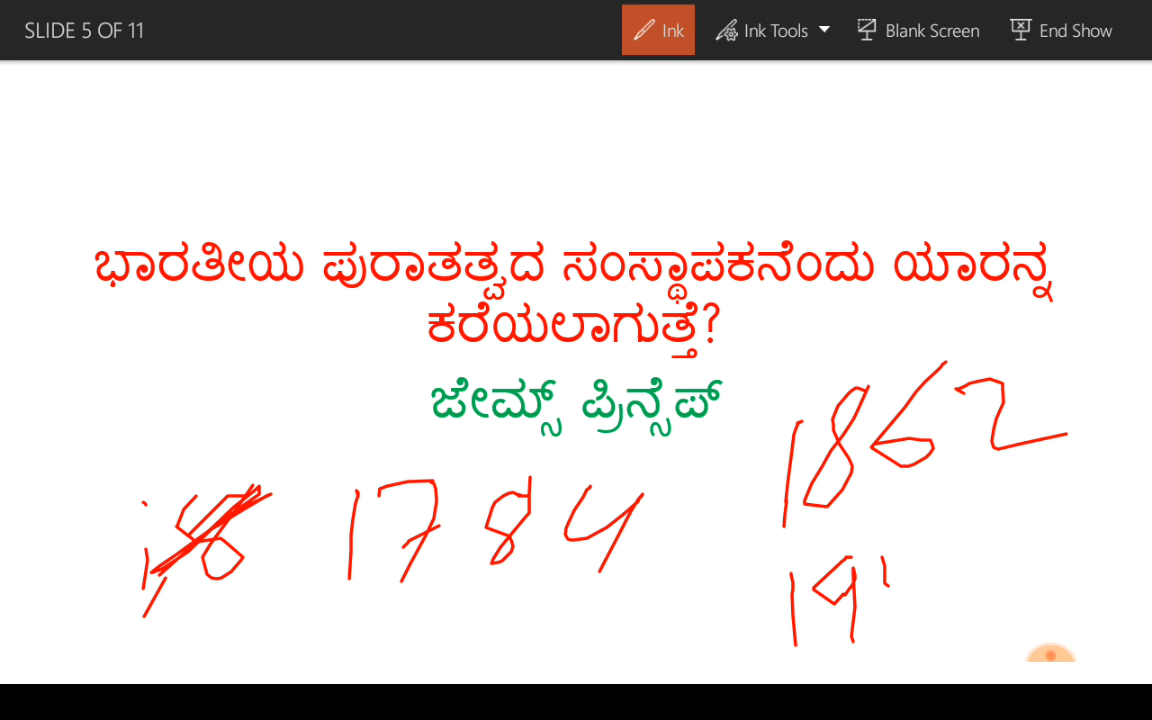 SLIDE 5 OF 11 Ink Ink Tools Blank Screen End Show
ಭಾರತೀಯ ಪುರಾತತ್ವದ ಸಂಸ್ಥಾಪಕನೆಂದು ಯಾರನ್ನ
ಕರೆಯಲಾಗುತ್ತೆ?
ಜೇಮ್ಸ್ ಪ್ರಿನ್ಸೆಪ್
1862
1784